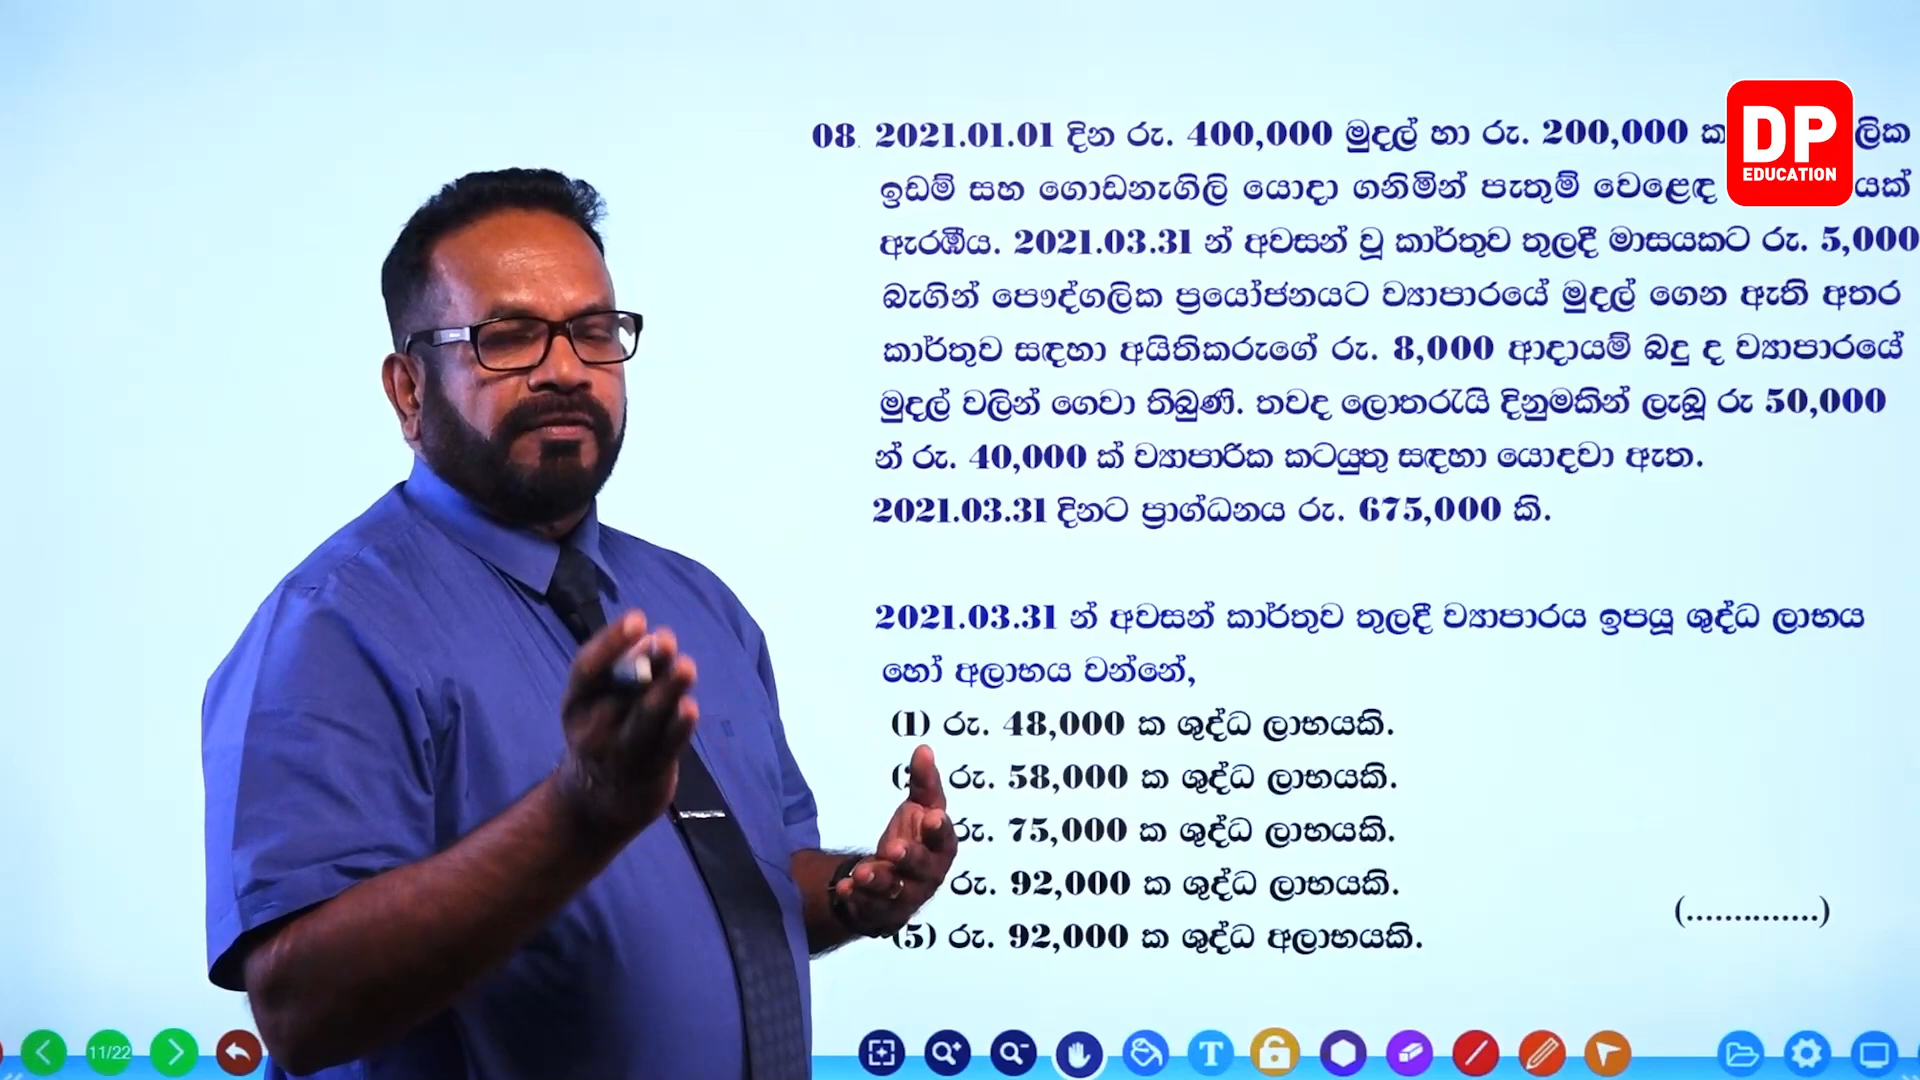 DP
EDUCATION
08. 2021.01.01 දින රු. 400,000 මුදල් හා රු. 200,000
ඉඩම් සහ ගොඩනැගිලි යොදා ගනිමින් පැතුම් වෙළෙඳ
ඇරඹීය. 2021.03.31 න් අවසන් වූ කාර්තුව තුලදී මාසයකට රු. 5,000
බැගින් පෞද්ගලික ප්‍රයෝජනයට ව්‍යාපාරයේ මුදල් ගෙන ඇති අතර
කාර්තුව සඳහා අයිතිකරුගේ රු. 8,000 ආදායම් බදු ද ව්‍යාපාරයේ
මුදල් වලින් ගෙවා තිබුණි. තවද ලොතරැයි දිනුමකින් ලැබූ රු 50,000
න් රු. 40,000 ක් ව්‍යාපාරික කටයුතු සඳහා යොදවා ඇත.
2021.03.31 දිනට ප්‍රාග්ධනය රු. 675,000 කි.
2021.03.31 න් අවසන් කාර්තුව තුලදී ව්‍යාපාරය ඉපයූ ශුද්ධ ලාභය
හෝ අලාභය වන්නේ,
(1) රු. 48,000 ක ශුද්ධ ලාභයකි.
රු. 58,000 ක ශුද්ධ ලාභයකි.
රු. 75,000 ක ශුද්ධ ලාභයකි.
රු. 92,000 ක ශුද්ධ ලාභයකි.
(5) රු. 92,000 ක ශුද්ධ අලාභයකි.
(..............)
11/22